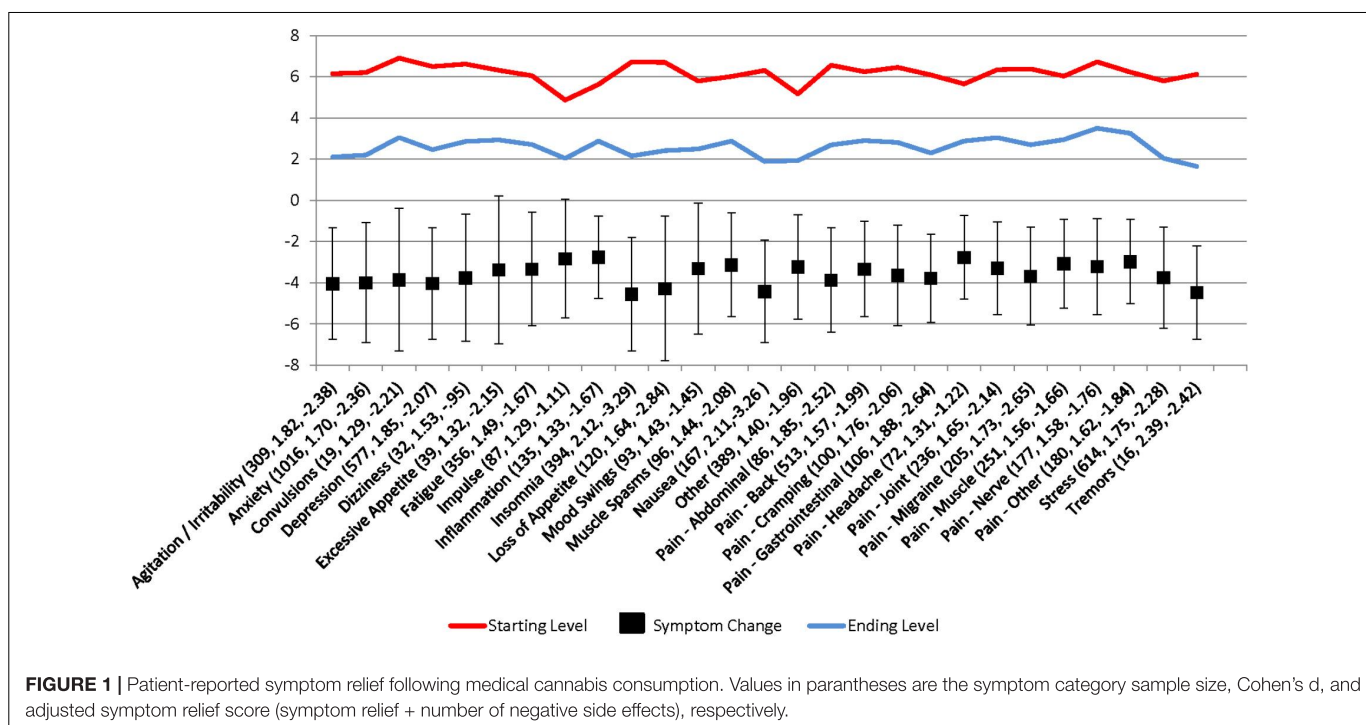 8
6
4
2
0
-2
-4
-6
-8
Agitation / Irritability (309, 1.82, -2.38)
Anxiety (1016, 1.70, -2.36)
Convulsions (19, 1.29, -2.21)
Depression (577, 1.85, -2.07)
Dizziness (32, 1.53, -.95)
Excessive Appetite (39, 1.32, -2.15)
Fatigue (356, 1.49, -1.67)
Impulse (87, 1.29, -1.11)
Inflammation (135, 1.33, -1.67)
Insomnia (394, 2.12, -3.29)
Loss of Appetite (120, 1.64, -2.84)
Mood Swings (93, 1.43, -1.45)
Muscle Spasms (96, 1.44, -2.08)
Nausea (167, 2.11,-3.26 )
Other (389, 1.40, -1.96)
Pain - Abdominal (86, 1.85, -2.52)
Pain - Back (513, 1.57, -1.99)
Pain - Cramping (100, 1.76, -2.06)
Pain - Gastrointestinal (106, 1.88, -2.64)
Pain - Headache (72, 1.31, -1.22)
Pain - Joint (236, 1.65, -2.14)
Pain - Migraine (205, 1.73, -2.65)
Pain - Muscle (251, 1.56, -1.66)
Pain - Nerve (177, 1.58, -1.76)
Pain - Other (180, 1.62, -1.84)
Stress (614, 1.75, -2.28)
Tremors (16, 2.39, -2.42)
Starting Level
Symptom Change
Ending Level
FIGURE 1 | Patient-reported symptom relief following medical cannabis consumption. Values in parantheses are the symptom category sample size, Cohen's d, and
adjusted symptom relief score (symptom relief + number of negative side effects), respectively.